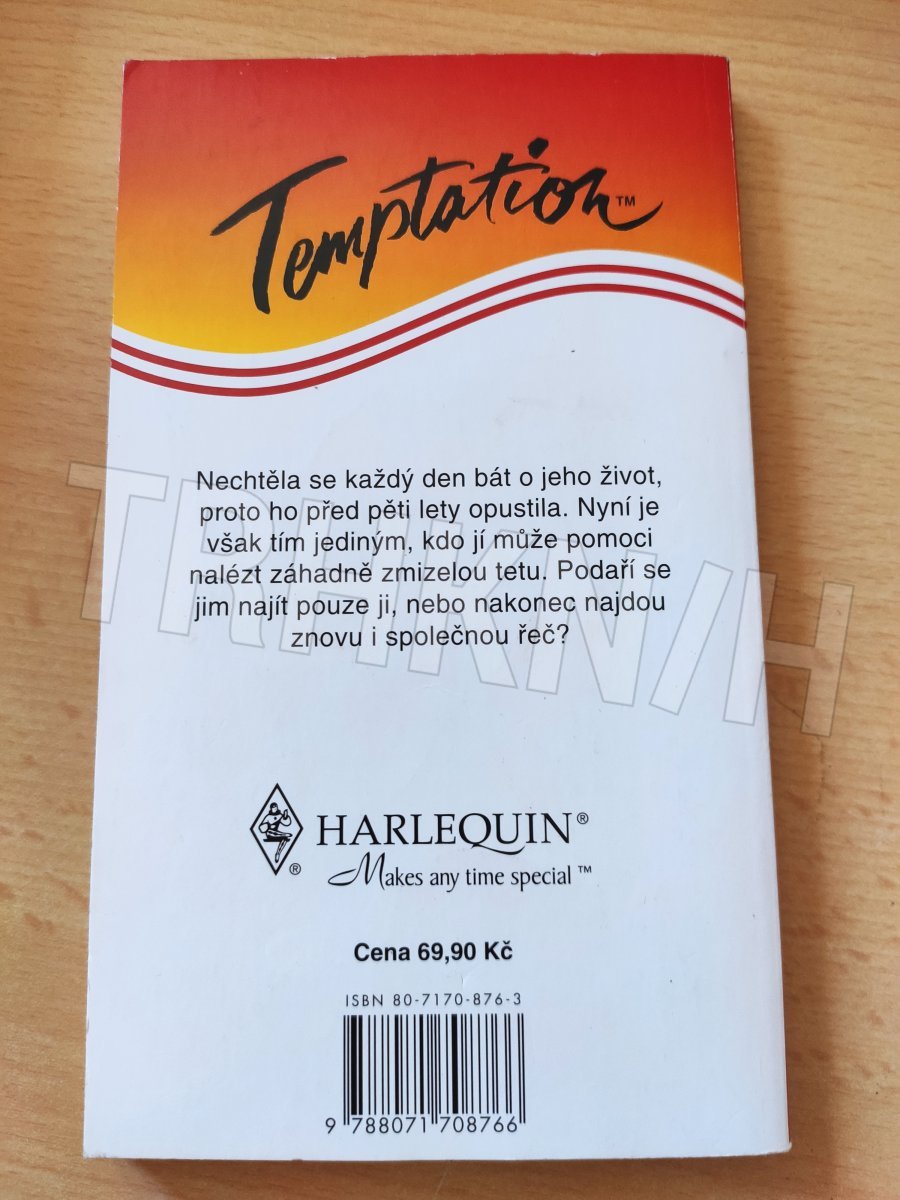 Temptation™
Nechtěla se každý den bát o jeho život,
proto ho před pěti lety opustila. Nyní je
však tím jediným, kdo jí může pomoci
nalézt záhadně zmizelou tetu. Podaří se
jim najít pouze ji, nebo nakonec najdou
znovu i společnou řeč?
TRHKNIH
HARLEQUIN®
®
Makes any time special™
Cena 69,90 Kč
ISBN 80-7170-876-3
9 788071 708766